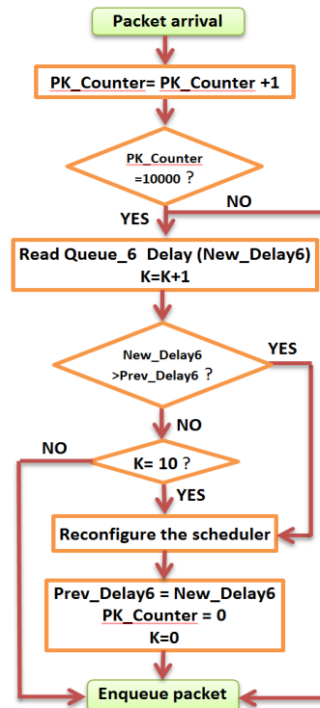 Packet arrival
PK_Counter= PK_Counter +1
PK_Counter
=10000 ?
NO
YES
Read Queue_6 Delay (New_Delay6)
K=K+1
New_Delay6
>Prev_Delay6 ?
YES
NO
NO
K= 10 ?
YES
Reconfigure the scheduler
Prev_Delay6 = New_Delay6
PK_Counter = 0
K=0
Enqueue packet